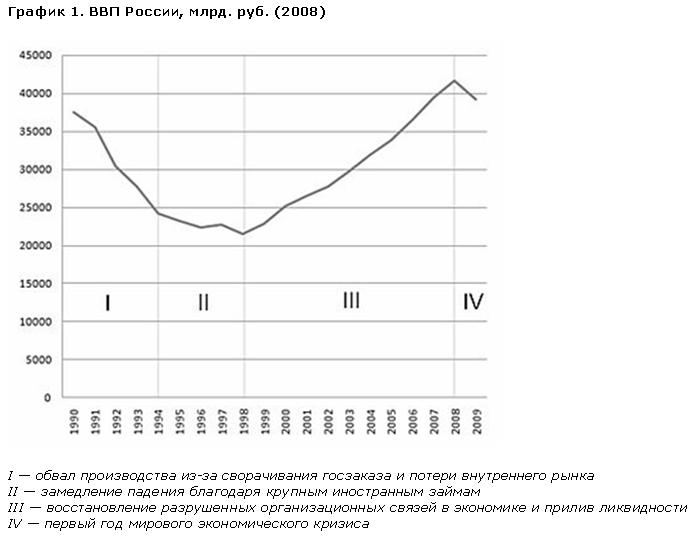 График 1. ВВП России, млрд. руб. (2008)
45000
40000
35000
30000
25000
20000
15000
10000
5000
0
I II III IV
1990 1991 1992 1993 1994 1995 1996 1997 1998 1999 2000 2001 2002 2003 2004 2005 2006 2007 2008 2009
I — обвал производства из-за сворачивания госзаказа и потери внутреннего рынка
II — замедление падения благодаря крупным иностранным займам
III — восстановление разрушенных организационных связей в экономике и прилив ликвидности
IV — первый год мирового экономического кризиса